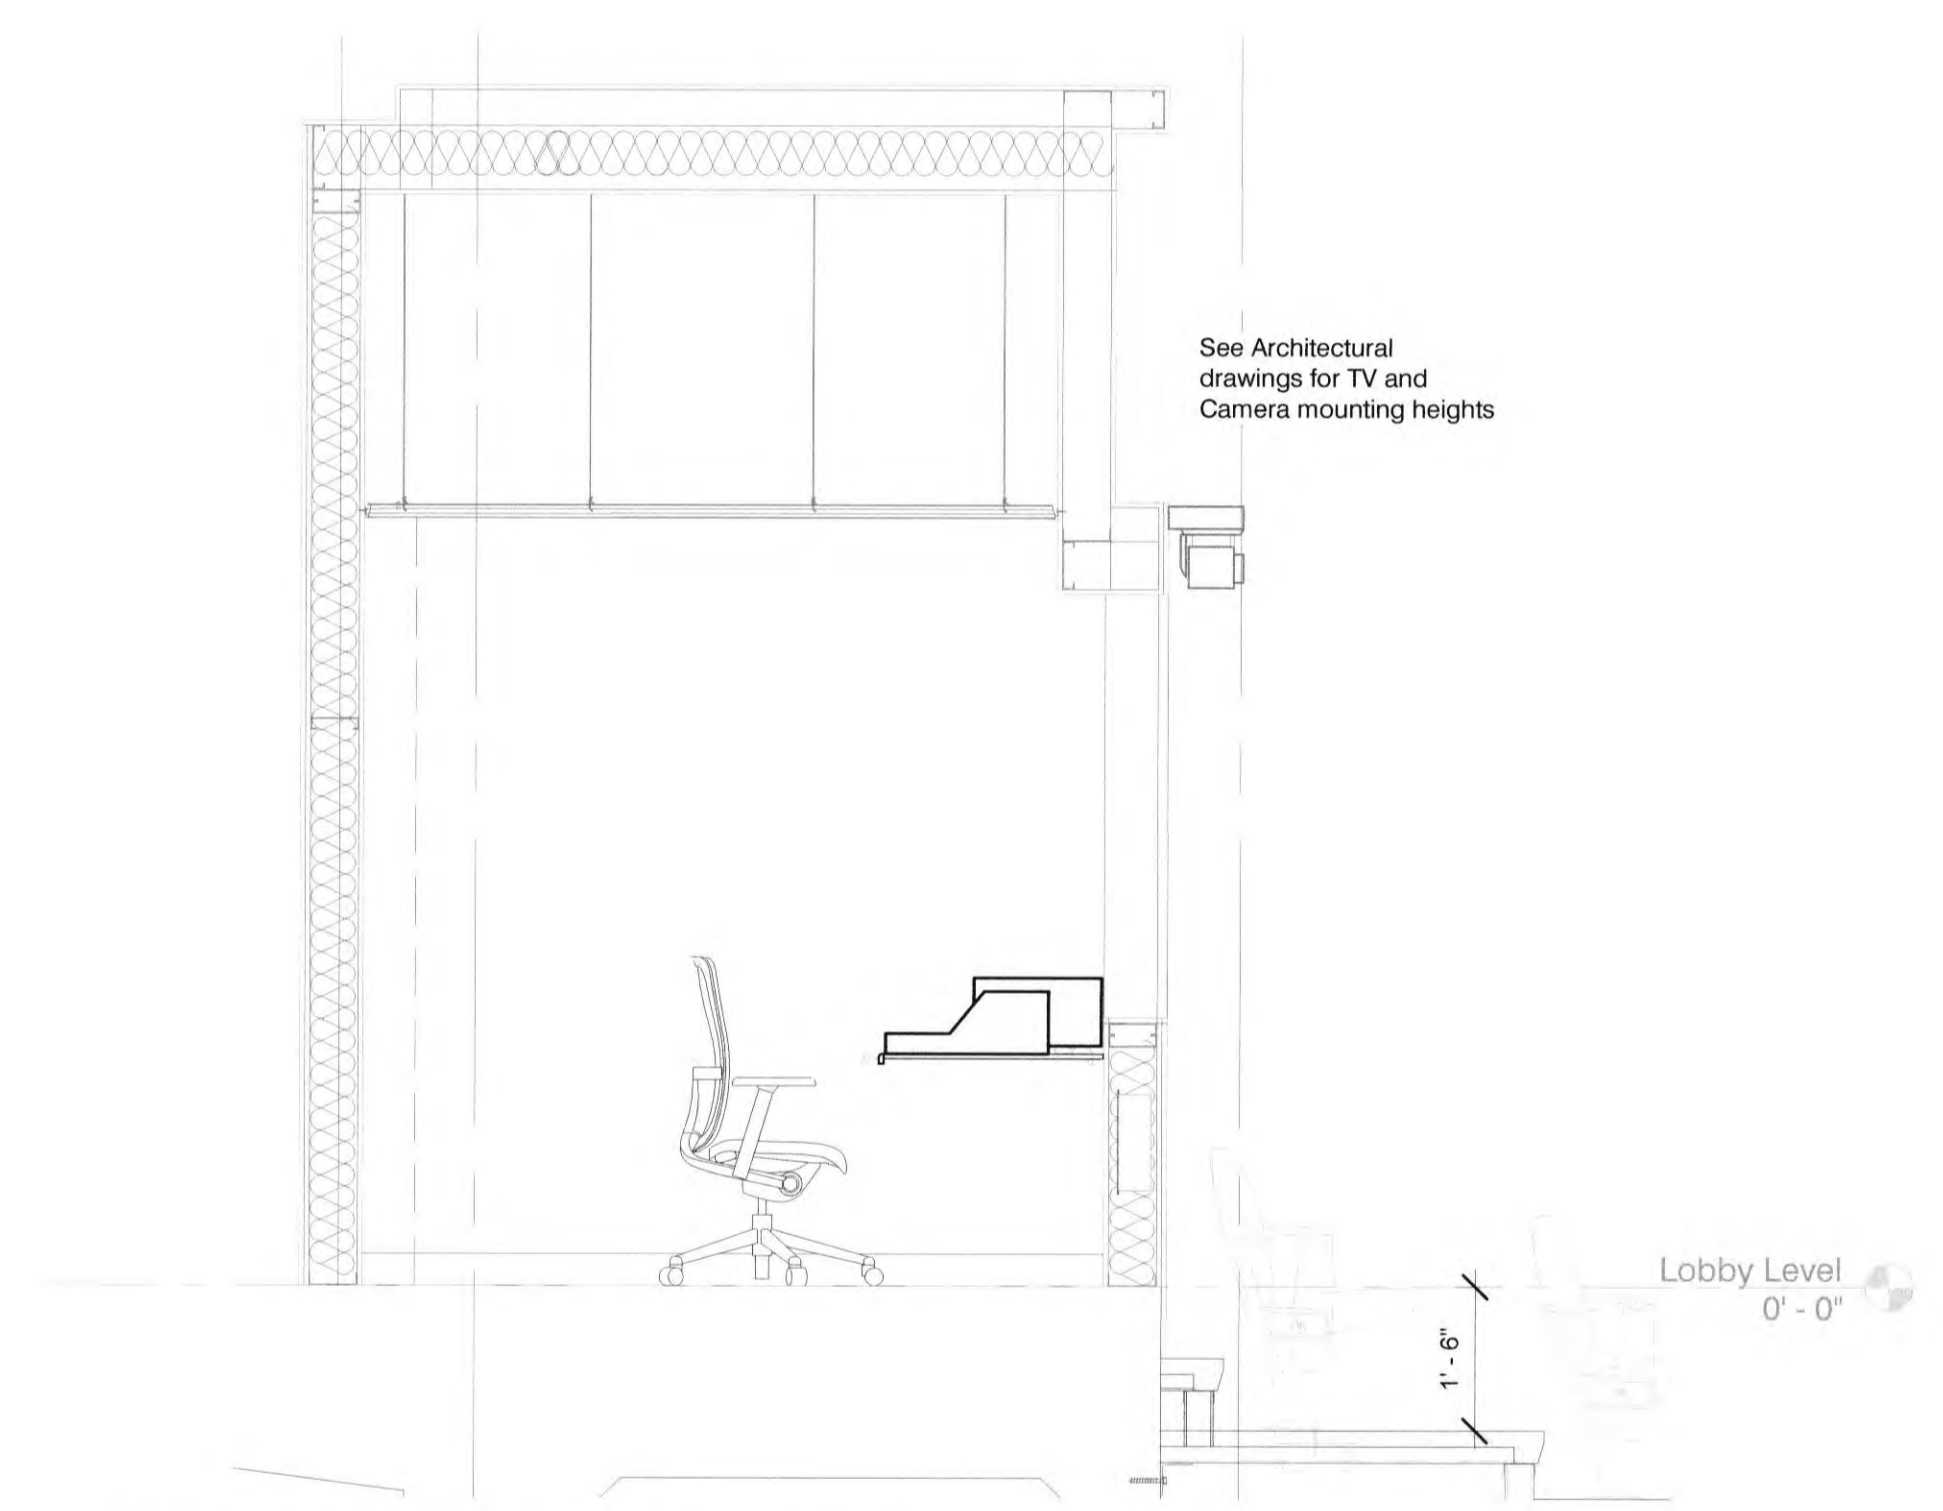 See Architectural
drawings for TV and
Camera mounting heights
Lobby Level
0' - 0"
1' - 6"